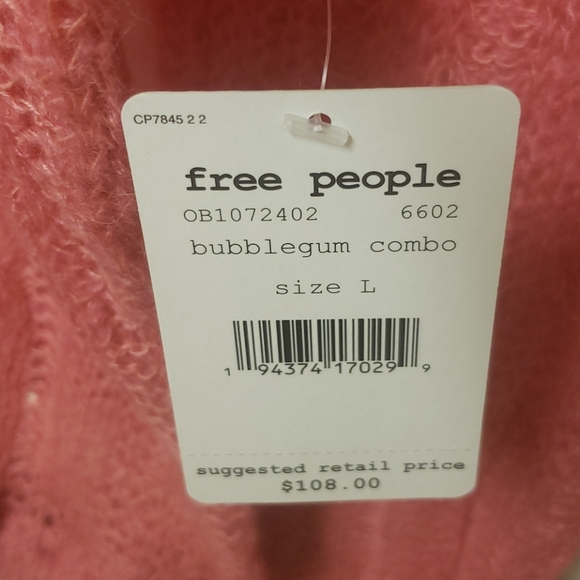 CP7845 2 2
free people
OB1072402 6602
bubblegum combo
size L
1 94374 17029 9
suggested retail price
$108.00